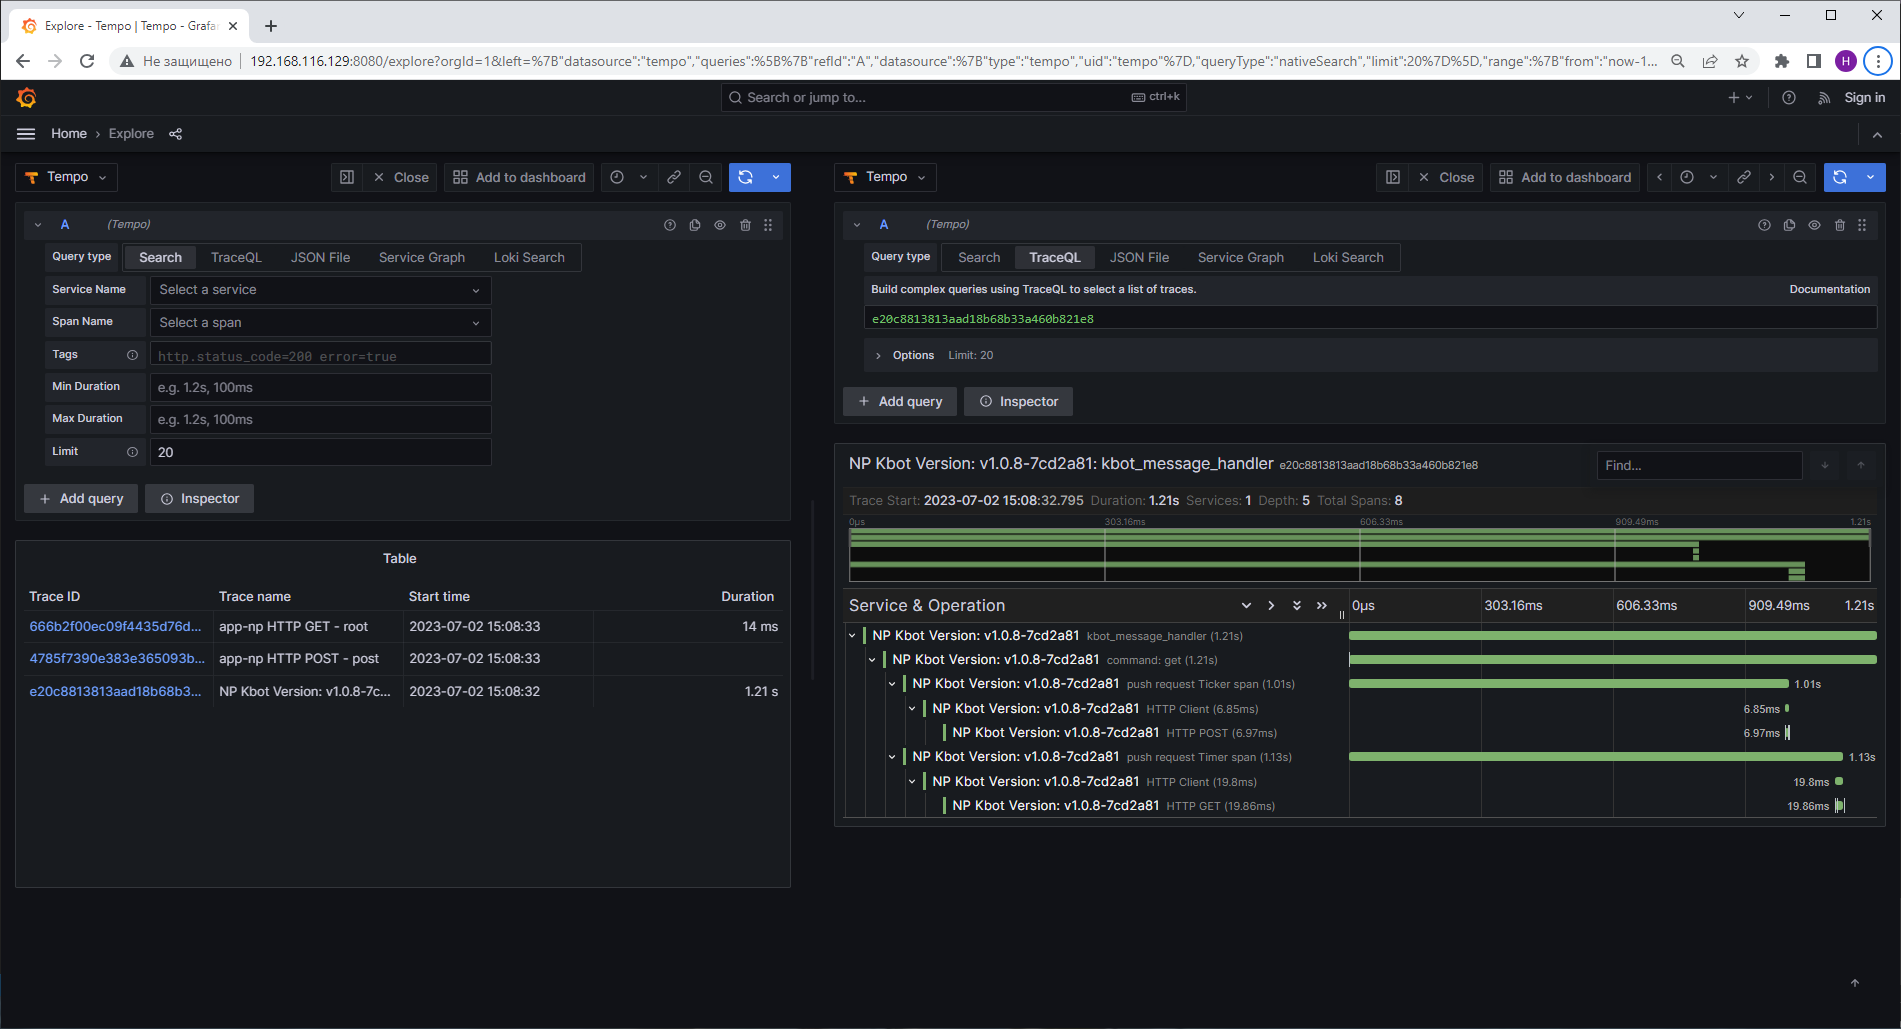 Explore - Tempo | Tempo - Grafa
Не защищено
192.168.116.129:8080/explore?orgId=1&left=%7B"datasource":"tempo","queries":%5B%7B"refId":"A","datasource":%7B"type":"tempo","uid":"tempo"%7D,"queryType":"nativeSearch","limit":20%7D%5D,"range":%7B"from":"now-1...
H
Search or jump to...
ctrl+k
Sign in
Home › Explore
Tempo
Close
Add to dashboard
A (Tempo)
Query type Search TraceQL JSON File Service Graph Loki Search
Service Name Select a service
Span Name Select a span
Tags http.status_code=200 error=true
Min Duration e.g. 1.2s, 100ms
Max Duration e.g. 1.2s, 100ms
Limit 20
+ Add query Inspector
Table
Trace ID Trace name Start time Duration
666b2f00ec09f4435d76d... app-np HTTP GET - root 2023-07-02 15:08:33 14 ms
4785f7390e383e365093b... app-np HTTP POST - post 2023-07-02 15:08:33
e20c8813813aad18b68b3... NP Kbot Version: v1.0.8-7c... 2023-07-02 15:08:32 1.21 s
Tempo
Close
Add to dashboard
A (Tempo)
Query type Search TraceQL JSON File Service Graph Loki Search
Build complex queries using TraceQL to select a list of traces. Documentation
e20c8813813aad18b68b33a460b821e8
Options Limit: 20
+ Add query Inspector
NP Kbot Version: v1.0.8-7cd2a81: kbot_message_handler e20c8813813aad18b68b33a460b821e8
Find...
Trace Start: 2023-07-02 15:08:32.795 Duration: 1.21s Services: 1 Depth: 5 Total Spans: 8
0μs 303.16ms 606.33ms 909.49ms 1.21s
Service & Operation 0μs 303.16ms 606.33ms 909.49ms 1.21s
NP Kbot Version: v1.0.8-7cd2a81 kbot_message_handler (1.21s)
NP Kbot Version: v1.0.8-7cd2a81 command: get (1.21s)
NP Kbot Version: v1.0.8-7cd2a81 push request Ticker span (1.01s) 1.01s
NP Kbot Version: v1.0.8-7cd2a81 HTTP Client (6.85ms) 6.85ms
NP Kbot Version: v1.0.8-7cd2a81 HTTP POST (6.97ms) 6.97ms
NP Kbot Version: v1.0.8-7cd2a81 push request Timer span (1.13s) 1.13s
NP Kbot Version: v1.0.8-7cd2a81 HTTP Client (19.8ms) 19.8ms
NP Kbot Version: v1.0.8-7cd2a81 HTTP GET (19.86ms) 19.86ms